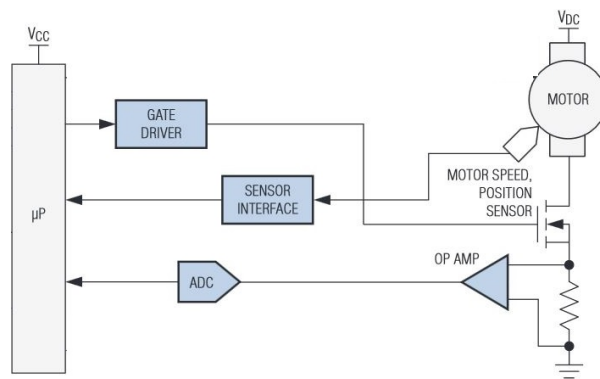 VCC
VDC
GATE
DRIVER
MOTOR
MOTOR SPEED,
POSITION
SENSOR
SENSOR
INTERFACE
µP
OP AMP
ADC